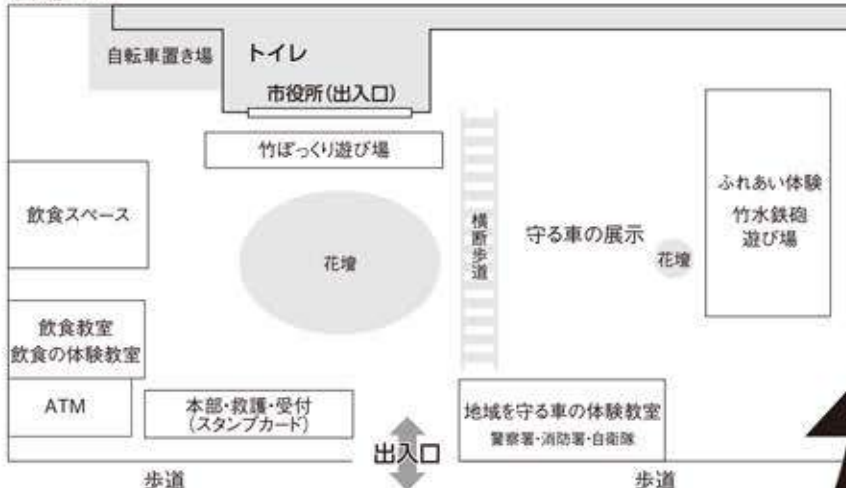 自転車置き場
トイレ
市役所(出入口)
竹ぽっくり遊び場
飲食スペース
花壇
横断歩道
守る車の展示
花壇
ふれあい体験
竹水鉄砲
遊び場
飲食教室
飲食の体験教室
ATM
本部・救護・受付
(スタンプカード)
出入口
地域を守る車の体験教室
警察署・消防署・自衛隊
歩道
歩道